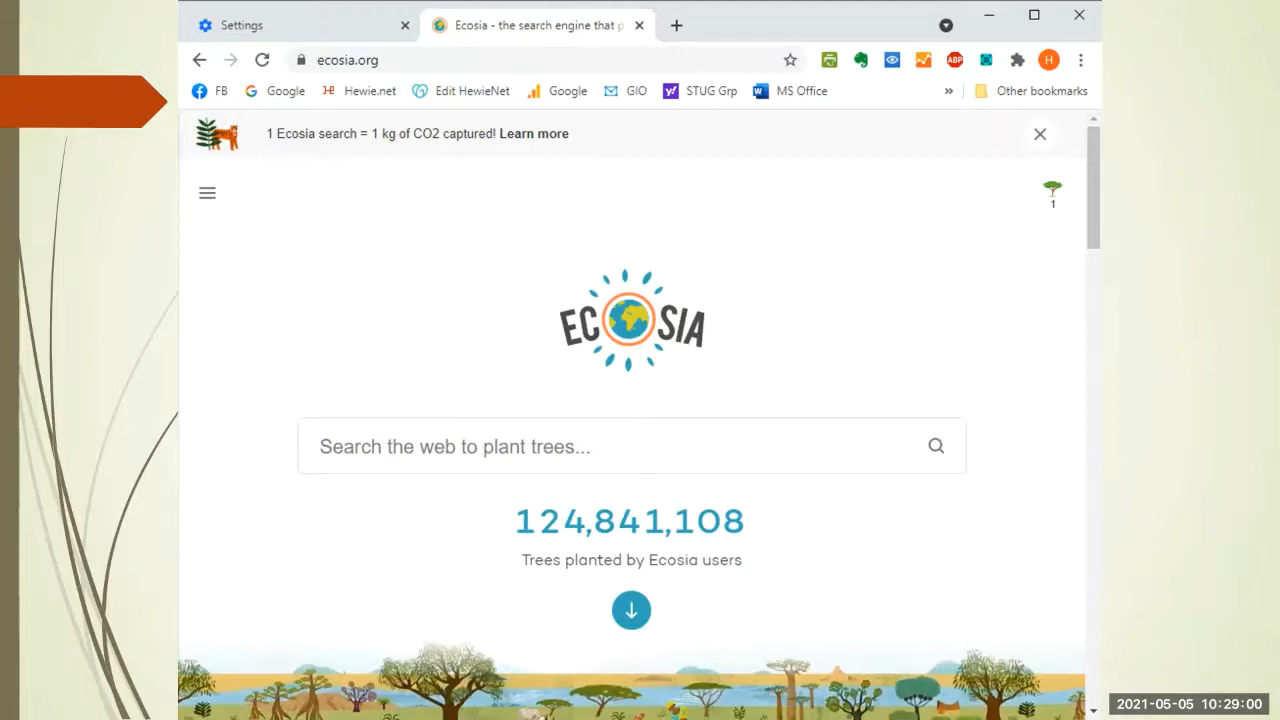 Settings
Ecosia - the search engine that p
ecosia.org
ABP
H
FB
Google
Hewie.net
Edit HewieNet
Google
GIO
STUG Grp
MS Office
»
Other bookmarks
1 Ecosia search = 1 kg of CO2 captured! Learn more
1
ECOSIA
Search the web to plant trees...
124,841,108
Trees planted by Ecosia users
2021-05-05 10:29:00